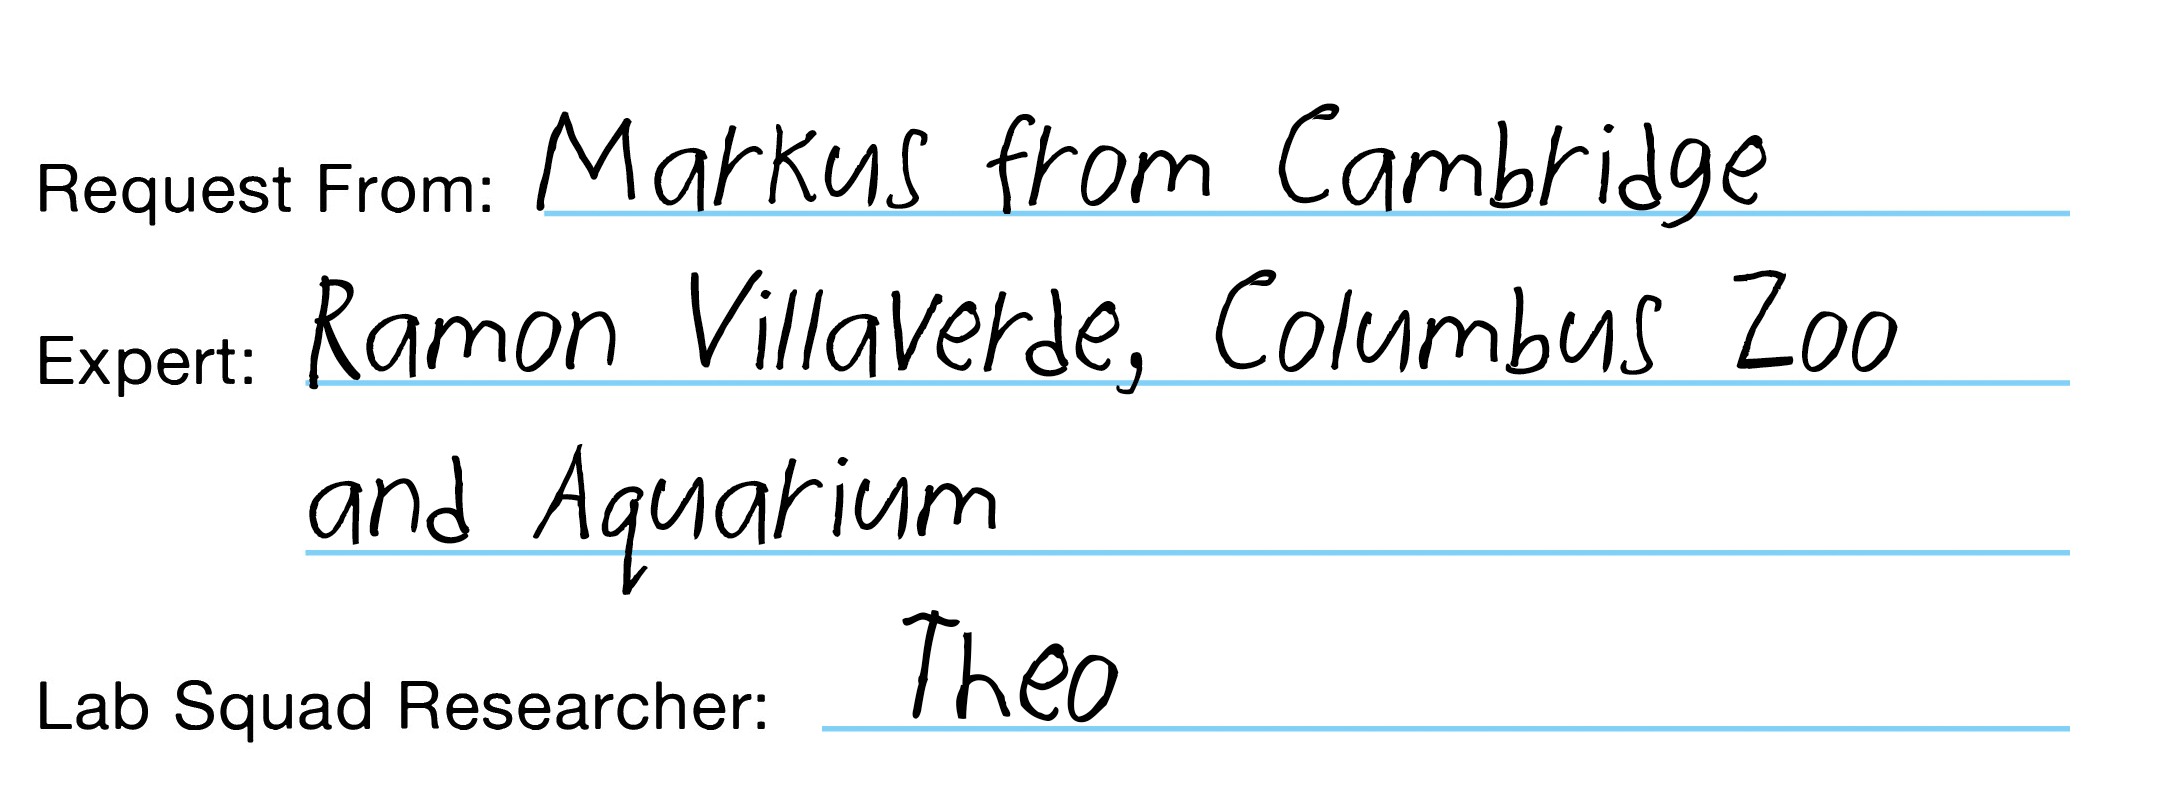 Request From: Markus from Cambridge
Expert: Ramon Villaverde, Columbus Zoo
and Aquarium
Lab Squad Researcher: Theo